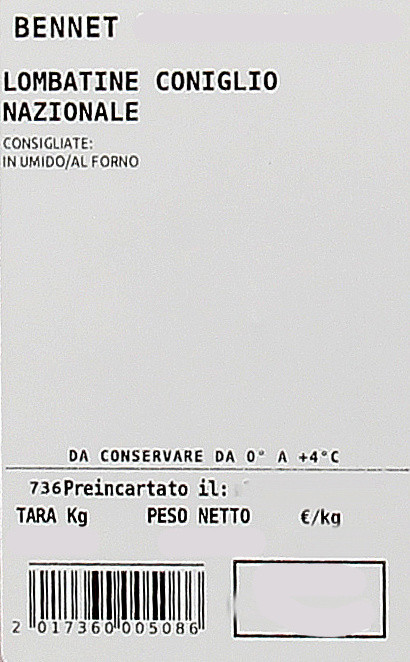 BENNET
LOMBATINE CONIGLIO
NAZIONALE
CONSIGLIATE:
IN UMIDO/AL FORNO
DA CONSERVARE DA 0° A +4°C
736Preincartato il:
TARA Kg PESO NETTO €/kg
2 017360 005086